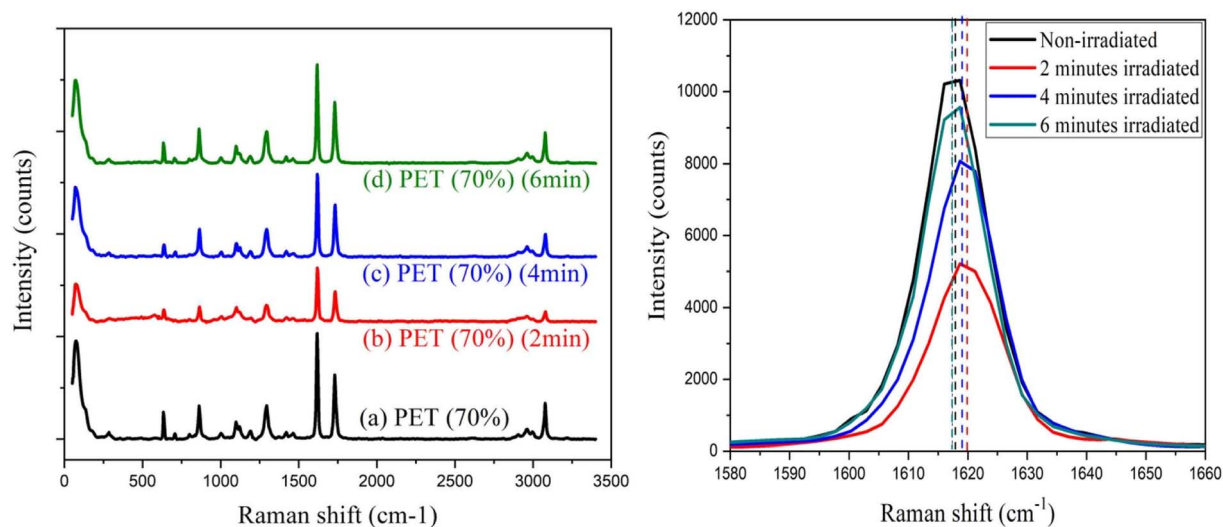 Intensity (counts)
(d) PET (70%) (6min)
(c) PET (70%) (4min)
(b) PET (70%) (2min)
(a) PET (70%)
0 500 1000 1500 2000 2500 3000 3500
Raman shift (cm-1)
12000
10000
8000
6000
4000
2000
0
Intensity (counts)
Non-irradiated
2 minutes irradiated
4 minutes irradiated
6 minutes irradiated
1580 1590 1600 1610 1620 1630 1640 1650 1660
Raman shift (cm⁻¹)